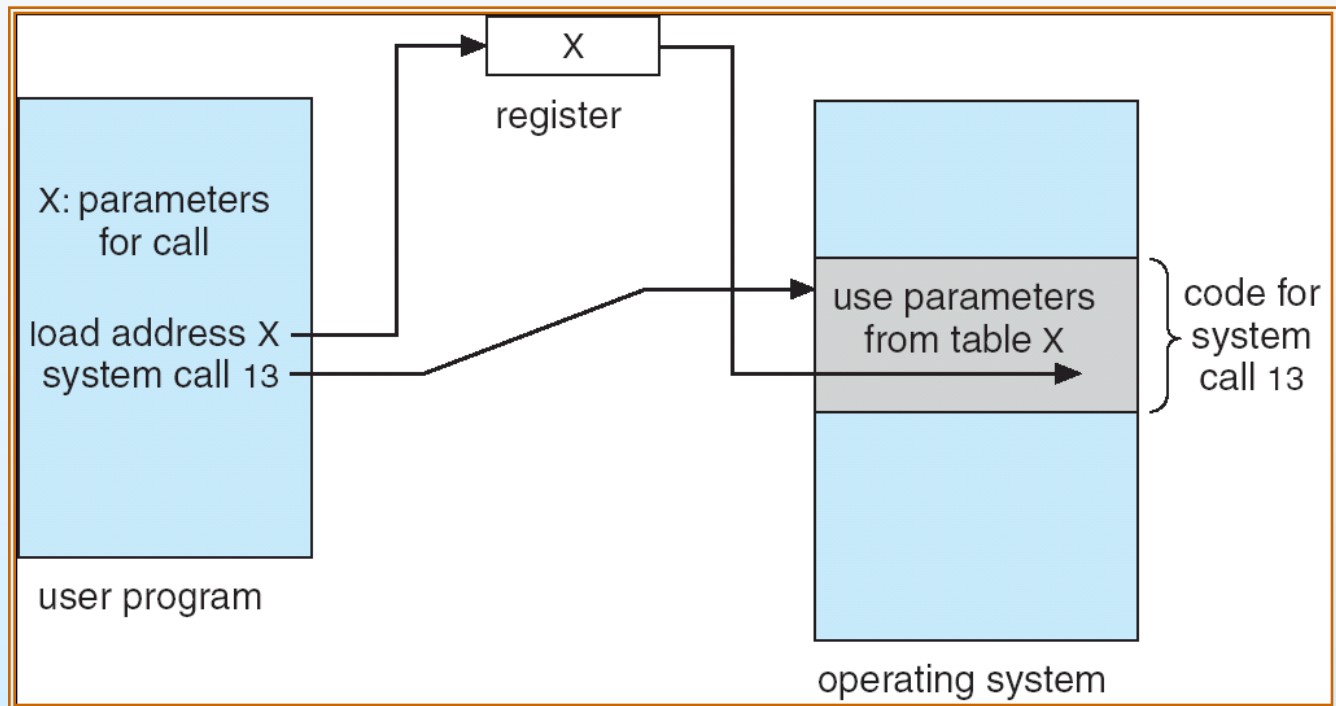 X
register
X: parameters
for call
load address X
system call 13
user program
use parameters
from table X
code for
system
call 13
operating system